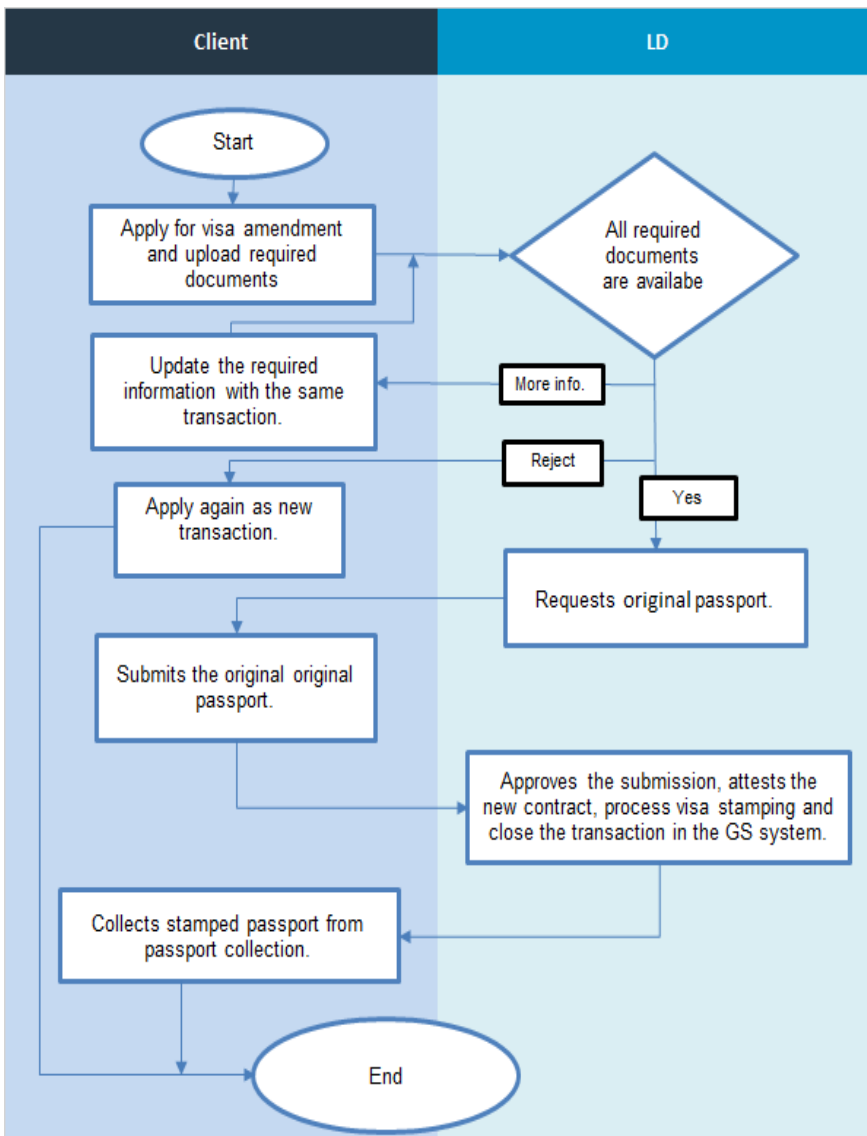 Client
LD
Start
Apply for visa amendment
and upload required
documents
All required
documents
are availabe
Update the required
information with the same
transaction.
More info.
Reject
Apply again as new
transaction.
Yes
Requests original passport.
Submits the original original
passport.
Approves the submission, attests the
new contract, process visa stamping and
close the transaction in the GS system.
Collects stamped passport from
passport collection.
End